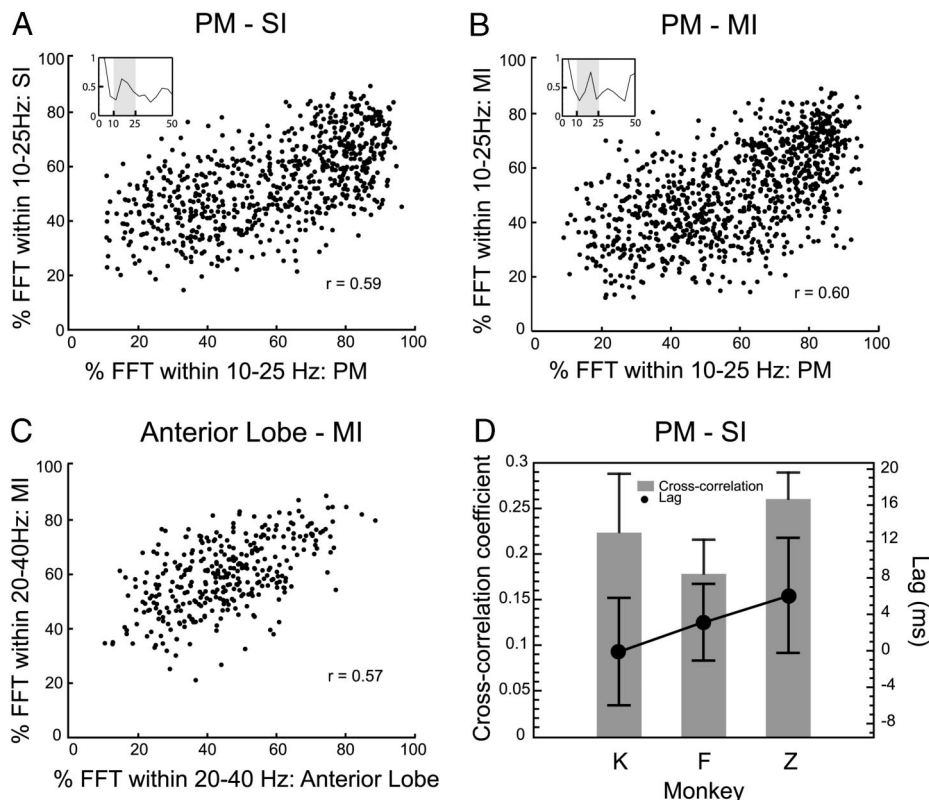 A
PM - SI
% FFT within 10-25Hz: SI
100
80
60
40
20
0
1
0.5
0
0 10 25 50
r = 0.59
0 20 40 60 80 100
% FFT within 10-25 Hz: PM
B
PM - MI
% FFT within 10-25Hz: MI
100
80
60
40
20
0
1
0.5
0 10 25 50
r = 0.60
0 20 40 60 80 100
% FFT within 10-25 Hz: PM
C
Anterior Lobe - MI
% FFT within 20-40Hz: MI
100
80
60
40
20
0
r = 0.57
0 20 40 60 80 100
% FFT within 20-40 Hz: Anterior Lobe
D
PM - SI
Cross-correlation coefficient
0.3
0.25
0.2
0.15
0.1
0.05
0
Cross-correlation
Lag
20
16
12
8
4
0
-4
-8
Lag (ms)
K F Z
Monkey